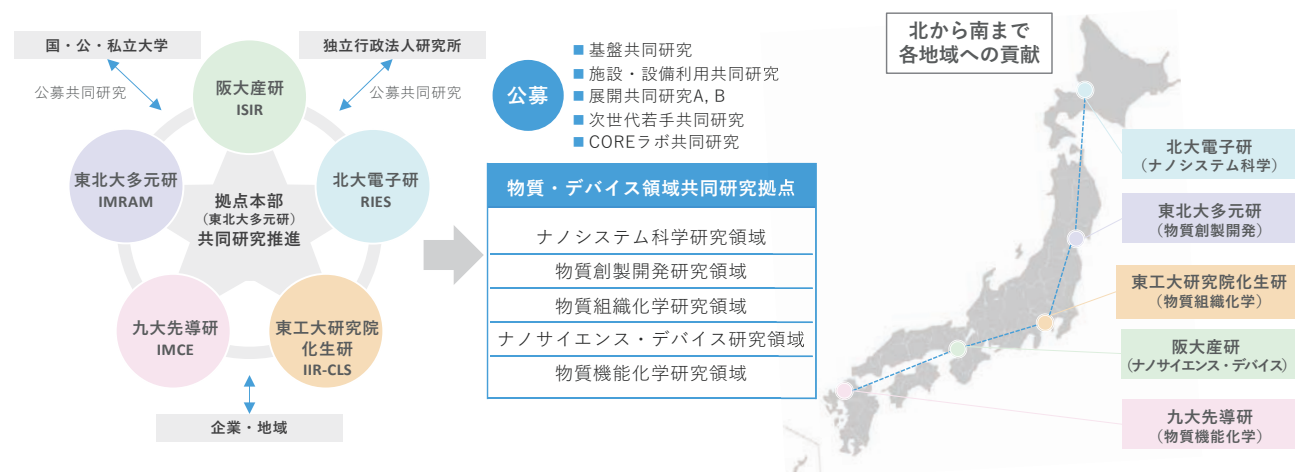 国・公・私立大学
独立行政法人研究所
公募共同研究
公募共同研究
阪大産研
ISIR
東北大多元研
IMRAM
北大電子研
RIES
拠点本部
(東北大多元研)
共同研究推進
九大先導研
IMCE
東工大研究院
化生研
IIR-CLS
企業・地域
公募
■ 基盤共同研究
■ 施設・設備利用共同研究
■ 展開共同研究A, B
■ 次世代若手共同研究
■ COREラボ共同研究
物質・デバイス領域共同研究拠点
ナノシステム科学研究領域
物質創製開発研究領域
物質組織化学研究領域
ナノサイエンス・デバイス研究領域
物質機能化学研究領域
北から南まで
各地域への貢献
北大電子研
(ナノシステム科学)
東北大多元研
(物質創製開発)
東工大研究院化生研
(物質組織化学)
阪大産研
(ナノサイエンス・デバイス)
九大先導研
(物質機能化学)